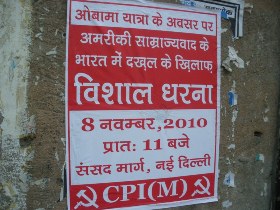 ओबामा यात्रा के अवसर पर
अमरीकी साम्राज्यवाद के
भारत में दखल के खिलाफ़
विशाल धरना
8 नवम्बर,2010
प्रात: 11 बजे
संसद मार्ग, नई दिल्ली
CPI(M)